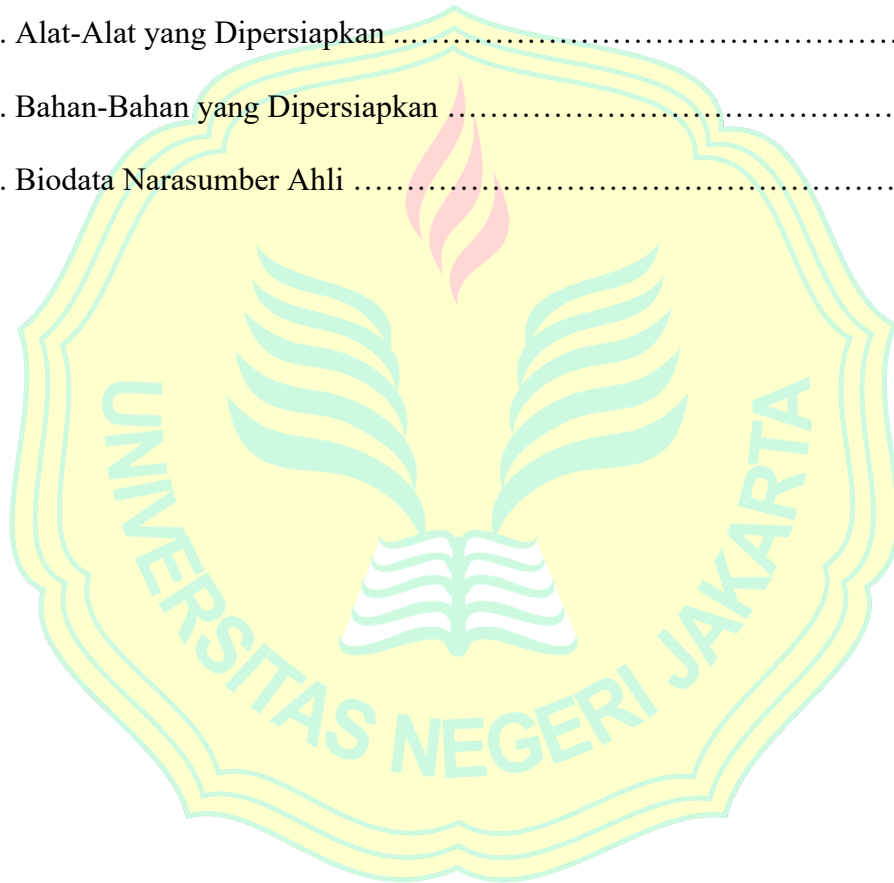 . Alat-Alat yang Dipersiapkan ..……………………………………………….
. Bahan-Bahan yang Dipersiapkan …………………………………………
. Biodata Narasumber Ahli ……………………………………………………
UNIVERSITAS NEGERI JAKARTA